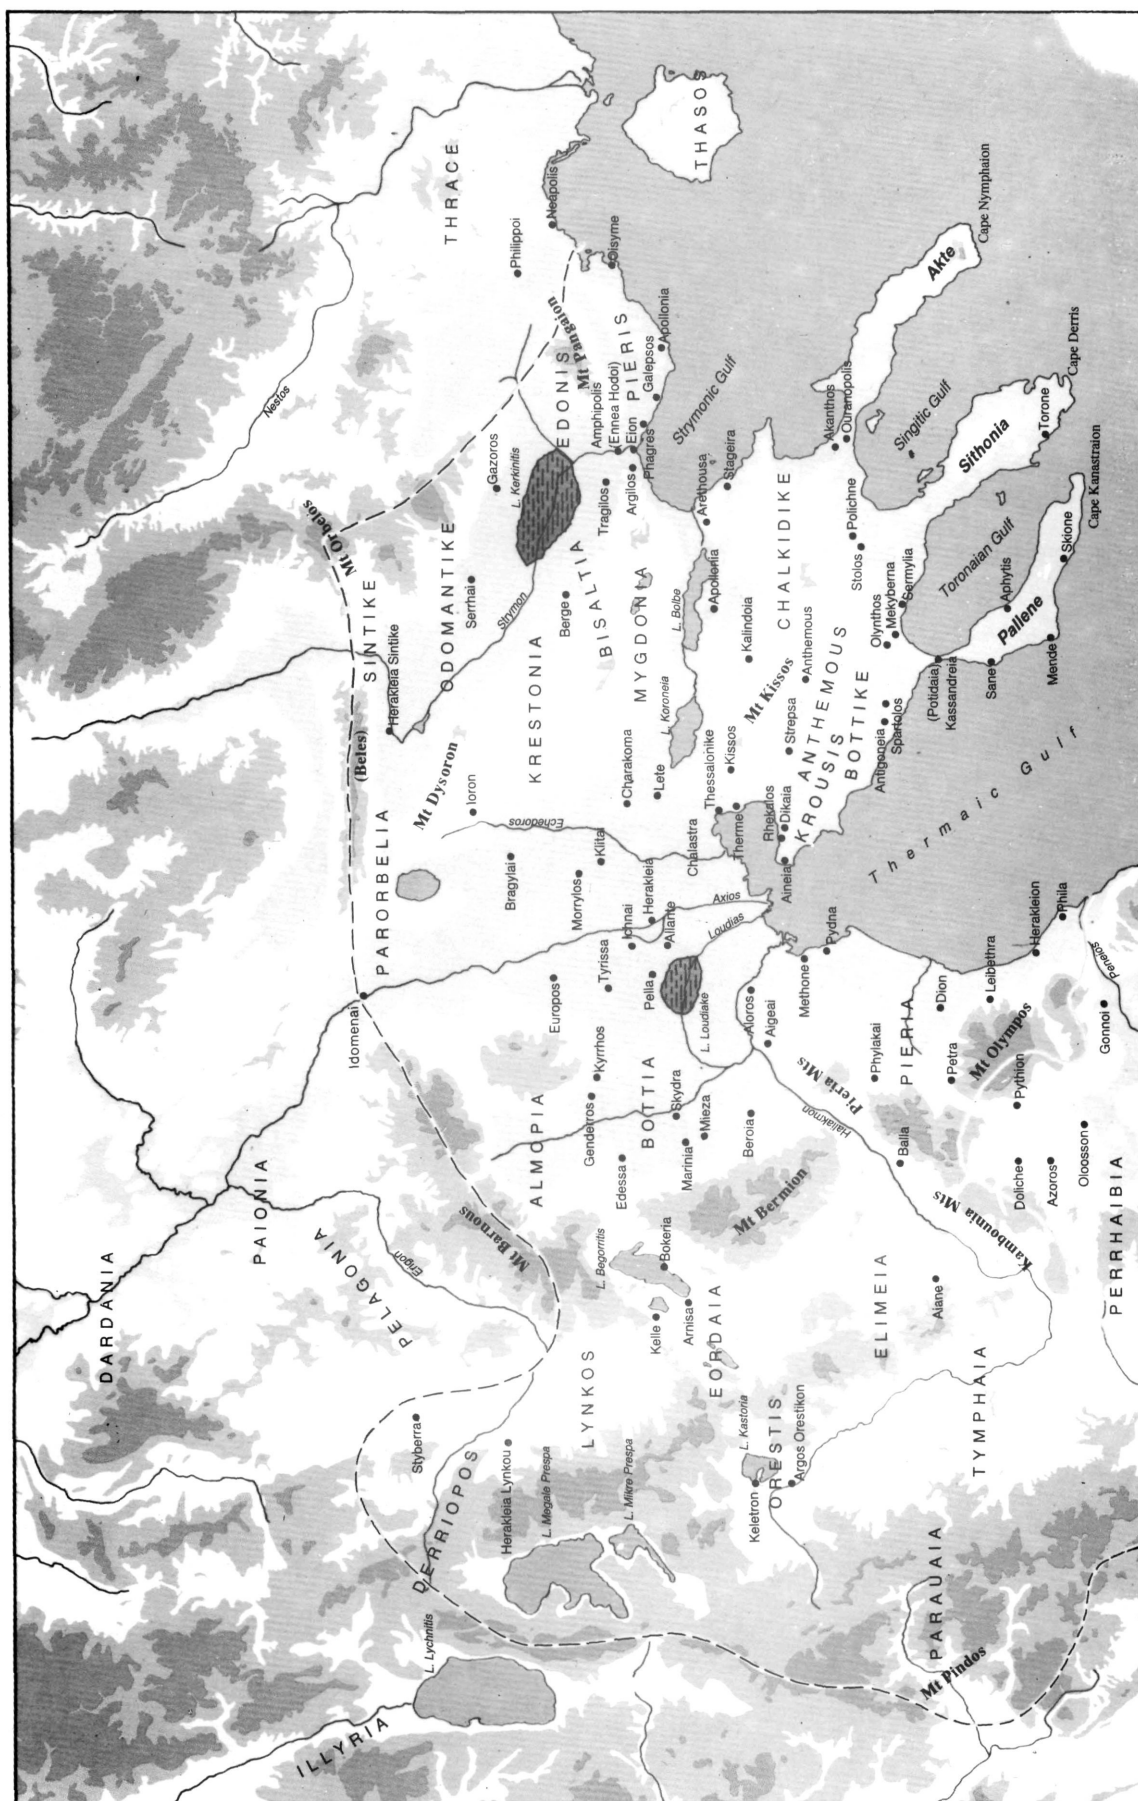 DARDANIA
PAIONIA
PELAGONIA
Erigon
ILLYRIA
L. Lychnitis
DERRIOPOS
Styberra
Herakleia Lynkou
L. Megale Prespa
L. Mikre Prespa
LYNKOS
Mt Barnous
Idomenai
PARORBELIA
(Beles)
SINTIKE
Herakleia Sintike
Mt Orbelos
Nestos
THRACE
ODOMANTIKE
Serrhai
Strymon
Gazoros
L. Kerkinitis
Philippoi
Neapolis
Oisyme
THASOS
Mt Dysoron
Ioron
Echedoros
KRESTONIA
Bragylai
Klitai
Morrylos
Berge
BISALTIA
EDONIS
Mt Pangaion
PIERIS
Amphipolis
(Ennea Hodoi)
Eion
Phagres
Galepsos
Apollonia
Tragilos
Argilos
Strymonic Gulf
ALMOPIA
Europos
Tyrissa
Kyrrhos
Genderros
Edessa
BOTTIA
Skydra
Mieza
Marinia
Beroia
Pella
L. Loudiake
Ichnai
Herakleia
Allante
Axios
Loudias
Charakoma
Lete
MYGDONIA
L. Koroneia
L. Bolbe
Apollonia
Arethousa
Stageira
Kalindoia
Thessalonike
Kissos
Therme
Chalastra
Mt Kissos
CHALKIDIKE
Anthemous
ANTHEMOUS
Strepsa
KROUSIS
Rhekalos
Dikaia
Aineia
BOTTIKE
Antigoneia
Spartolos
Olynthos
Mekyberna
Sermylia
Stolos
Polichne
Akanthos
Ouranopolis
Akte
Cape Nymphaion
Singitic Gulf
Sithonia
Torone
Cape Derris
Toronaian Gulf
(Potidaia)
Kassandreia
Sane
Aphytis
Pallene
Mende
Skione
Cape Kanastraion
Thermaic Gulf
L. Begorritis
Bokeria
Kelle
Arnisa
EORDAIA
Mt Bermion
Aloros
Aigeai
Methone
Pydna
Pieria Mts
Haliakmon
Phylakai
PIERIA
Dion
Petra
Leibethra
Mt Olympos
Herakleion
Phila
Peneios
Gonnoi
Pythion
Balla
Doliche
Azoros
Oloosson
PERRHAIBIA
Kambounia Mts
ELIMEIA
Aiane
TYMPHAIA
L. Kastoria
Keletron
ORESTIS
Argos Orestikon
PARAUAIA
Mt Pindos